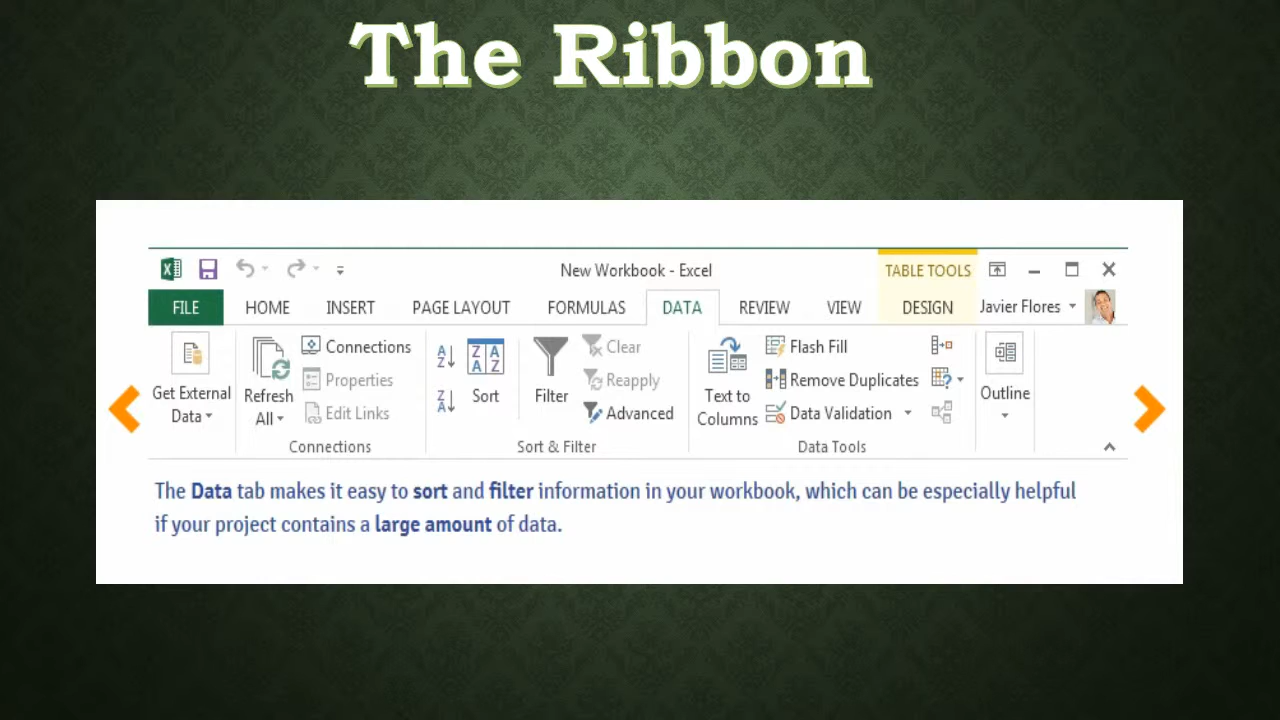 The Ribbon
New Workbook - Excel
TABLE TOOLS
FILE HOME INSERT PAGE LAYOUT FORMULAS DATA REVIEW VIEW DESIGN Javier Flores
Get External
Data
Refresh
All
Connections
Properties
Edit Links
Connections
A
Z
Z
A
Z A
A Z
Sort
Filter
Clear
Reapply
Advanced
Sort & Filter
Text to
Columns
Flash Fill
Remove Duplicates
Data Validation
Data Tools
Outline
The Data tab makes it easy to sort and filter information in your workbook, which can be especially helpful
if your project contains a large amount of data.